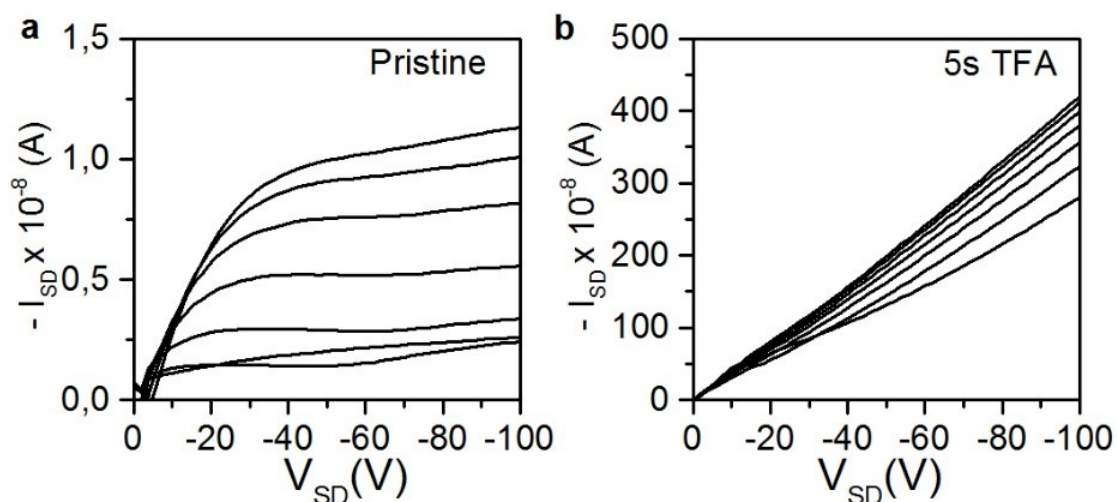 a
Pristine
1,5
1,0
0,5
0,0
- I_SD x 10^-8 (A)
0 -20 -40 -60 -80 -100
V_SD(V)
b
5s TFA
500
400
300
200
100
0
- I_SD x 10^-8 (A)
0 -20 -40 -60 -80 -100
V_SD(V)